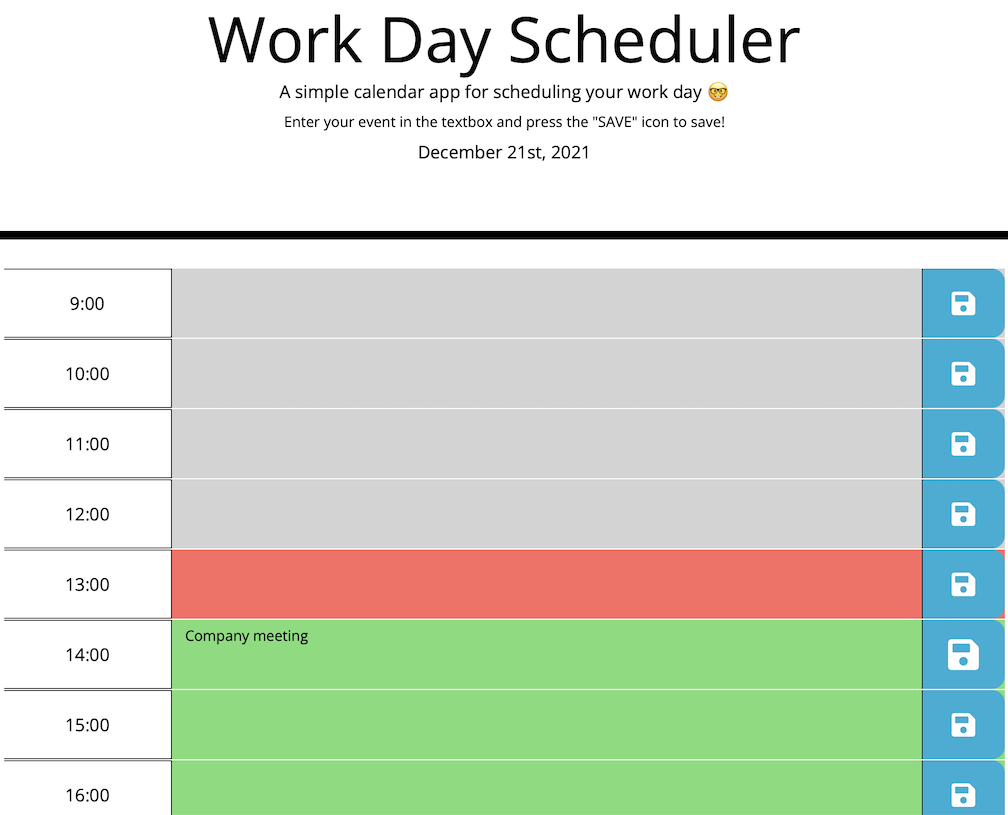 Work Day Scheduler
A simple calendar app for scheduling your work day 🤓
Enter your event in the textbox and press the "SAVE" icon to save!
December 21st, 2021
9:00
10:00
11:00
12:00
13:00
14:00 Company meeting
15:00
16:00